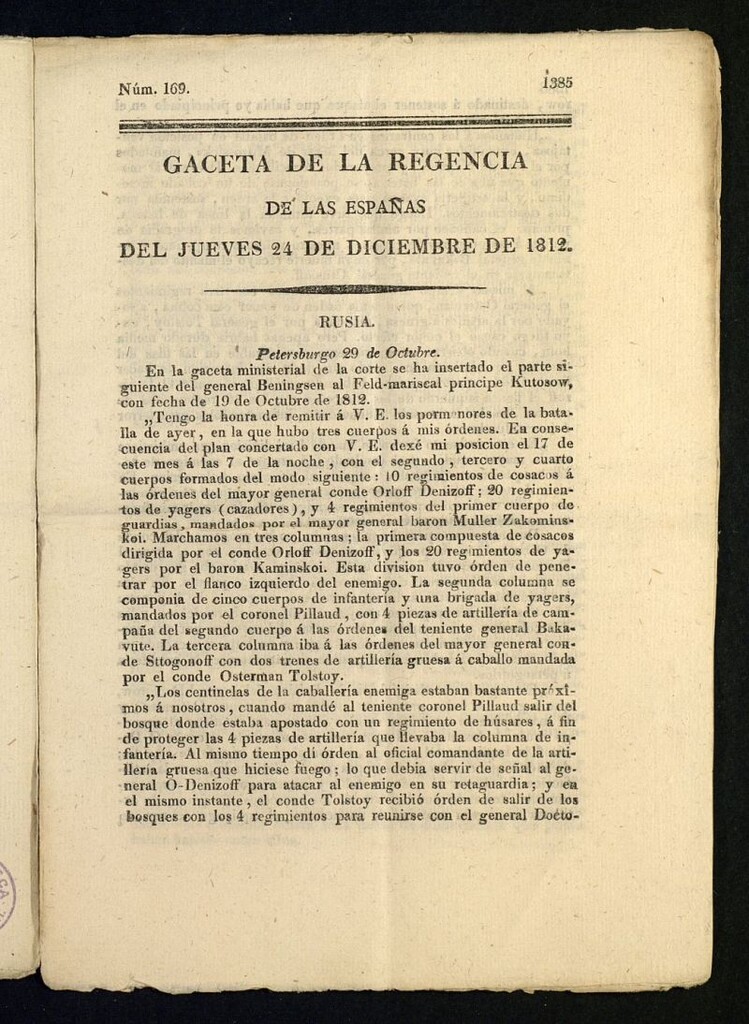 Núm. 169.
1385
GACETA DE LA REGENCIA
DE LAS ESPAÑAS
DEL JUEVES 24 DE DICIEMBRE DE 1812.
RUSIA.
Petersburgo 29 de Octubre.
En la gaceta ministerial de la corte se ha insertado el parte si-
guiente del general Beningsen al Feld-mariscal principe Kutosow,
con fecha de 19 de Octubre de 1812.
„Tengo la honra de remitir á V. E. los porm nores de la bata-
lla de ayer, en la que hubo tres cuerpos á mis órdenes. En conse-
cuencia del plan concertado con V. E. dexé mi posicion el 17 de
este mes á las 7 de la noche, con el segundo, tercero y cuarto
cuerpos formados del modo siguiente: 10 regimientos de cosacos á
las órdenes del mayor general conde Orloff Denizoff; 20 regimien-
tos de yagers (cazadores), y 4 regimientos del primer cuerpo de
guardias, mandados por el mayor general baron Muller Zakomins-
koi. Marchamos en tres columnas; la primera compuesta de cosacos
dirigida por el conde Orloff Denizoff, y los 20 regimientos de ya-
gers por el baron Kaminskoi. Esta division tuvo órden de pene-
trar por el flanco izquierdo del enemigo. La segunda columna se
componia de cinco cuerpos de infantería y una brigada de yagers,
mandados por el coronel Pillaud, con 4 piezas de artillería de cam-
paña del segundo cuerpo á las órdenes del teniente general Baka-
vute. La tercera columna iba á las órdenes del mayor general con-
de Sttogonoff con dos trenes de artillería gruesa á caballo mandada
por el conde Osterman Tolstoy.
„Los centinelas de la caballería enemiga estaban bastante próxi-
mos á nosotros, cuando mandé al teniente coronel Pillaud salir del
bosque donde estaba apostado con un regimiento de húsares, á fin
de proteger las 4 piezas de artillería que llevaba la columna de in-
fantería. Al mismo tiempo di órden al oficial comandante de la arti-
llería gruesa que hiciese fuego; lo que debia servir de señal al ge-
neral O-Denizoff para atacar al enemigo en su retaguardia; y en
el mismo instante, el conde Tolstoy recibió órden de salir de los
bosques con los 4 regimientos para reunirse con el general Docto-